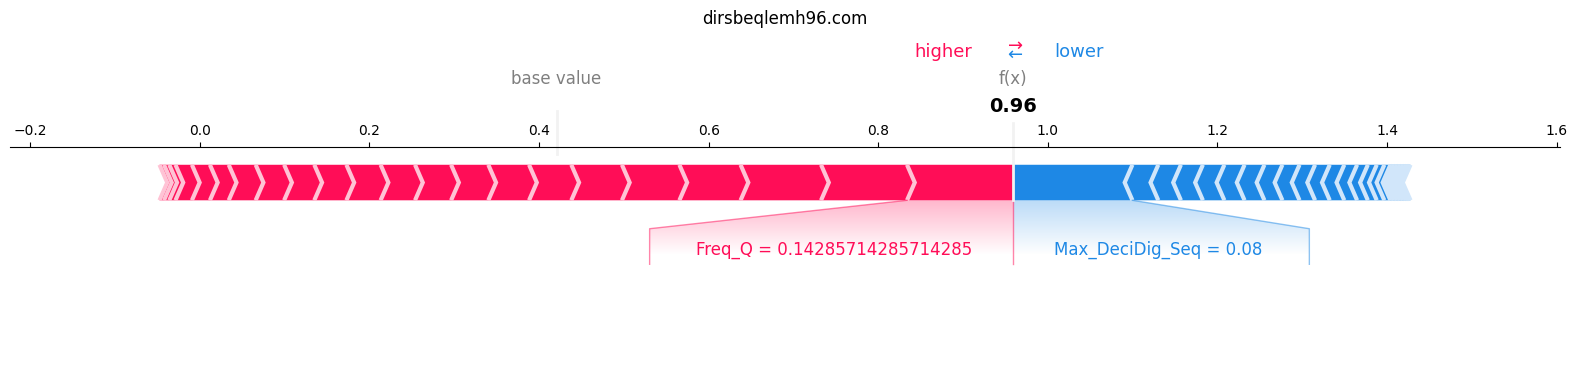 dirsbeqlemh96.com
higher ⇄ lower
base value f(x)
0.96
−0.2 0.0 0.2 0.4 0.6 0.8 1.0 1.2 1.4 1.6
Freq_Q = 0.14285714285714285 Max_DeciDig_Seq = 0.08